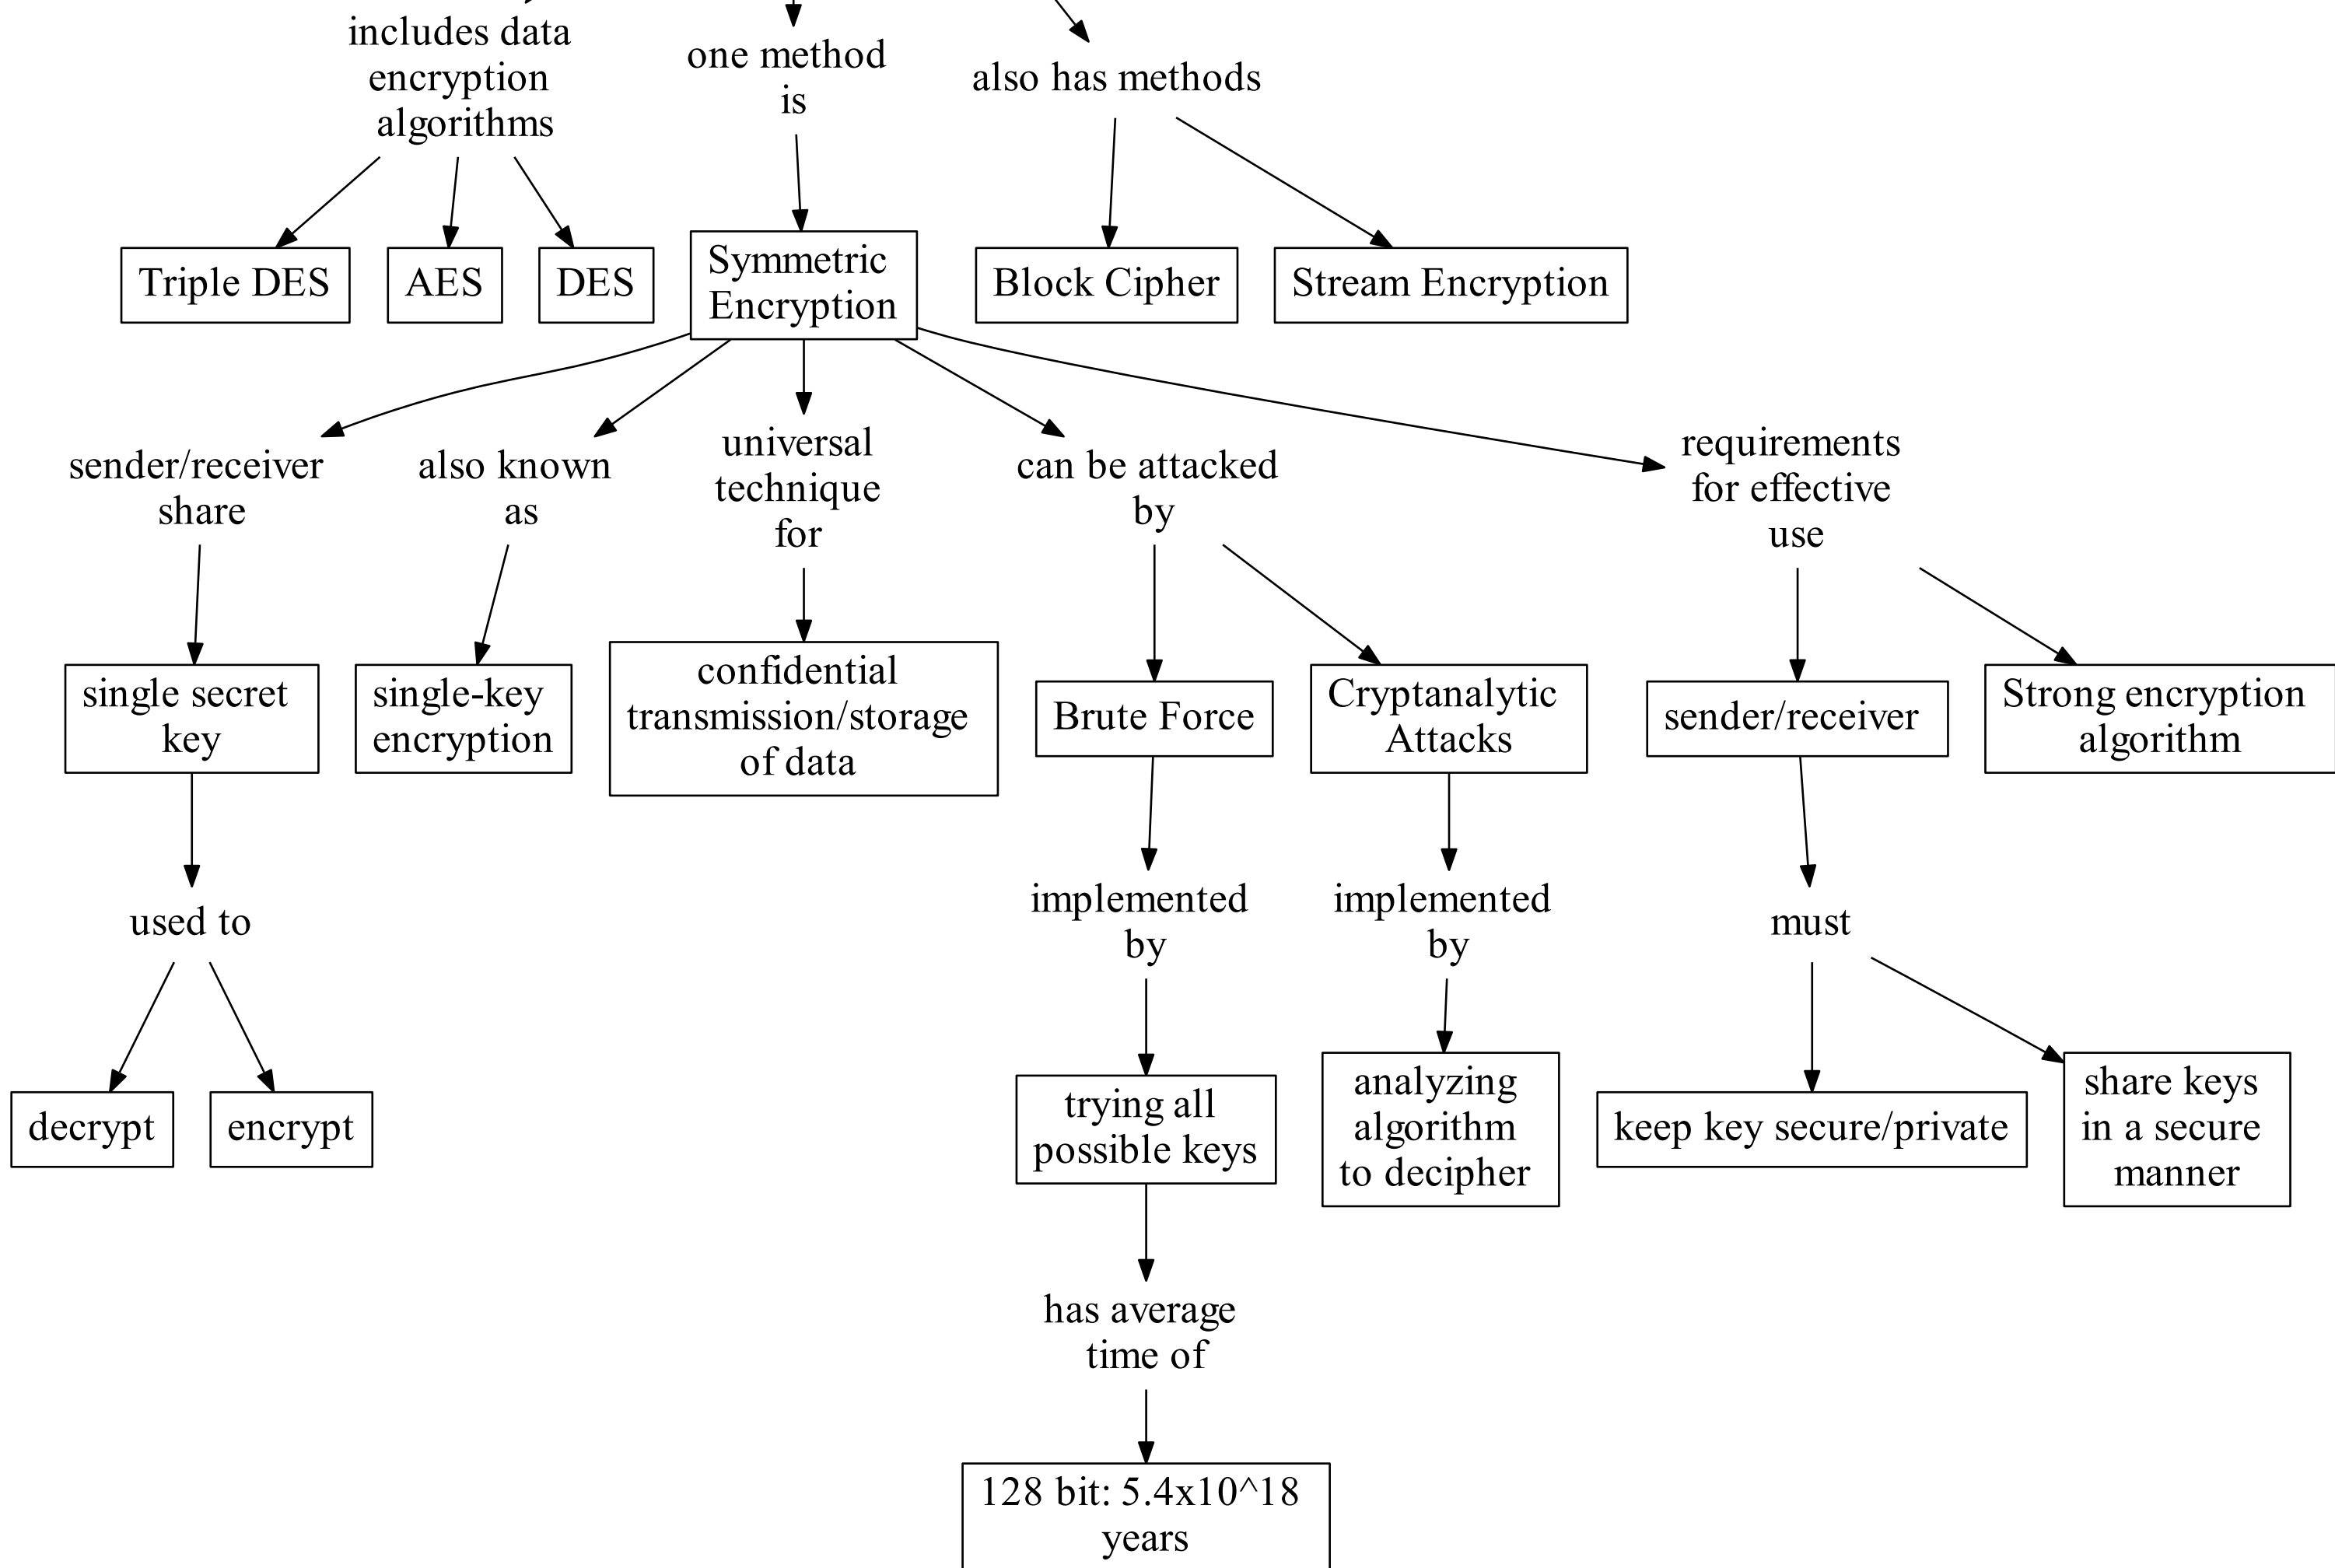 includes data
encryption
algorithms
one method
is
also has methods
Triple DES
AES
DES
Symmetric
Encryption
Block Cipher
Stream Encryption
sender/receiver
share
also known
as
universal
technique
for
can be attacked
by
requirements
for effective
use
single secret
key
single-key
encryption
confidential
transmission/storage
of data
Brute Force
Cryptanalytic
Attacks
sender/receiver
Strong encryption
algorithm
used to
implemented
by
implemented
by
must
decrypt
encrypt
trying all
possible keys
analyzing
algorithm
to decipher
keep key secure/private
share keys
in a secure
manner
has average
time of
128 bit: 5.4x10^18
years